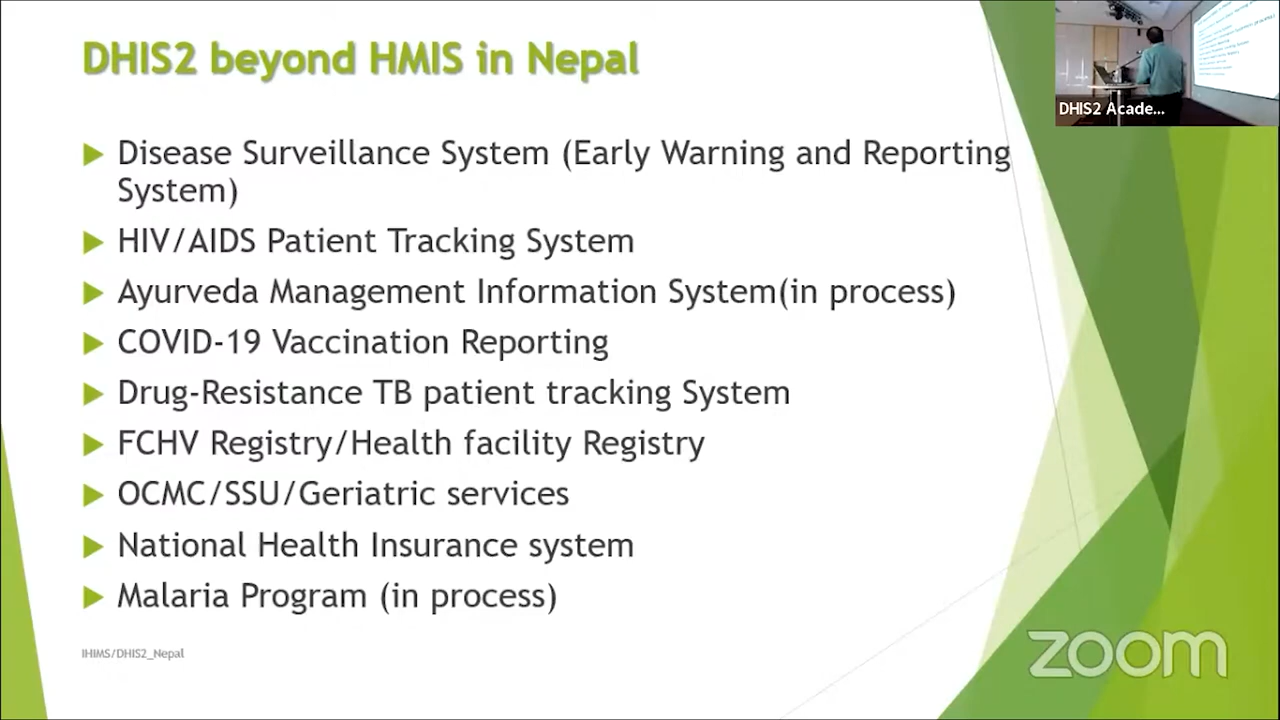 DHIS2 beyond HMIS in Nepal
DHIS2 Acade...
Disease Surveillance System (Early Warning and Reporting
System)
HIV/AIDS Patient Tracking System
Ayurveda Management Information System(in process)
COVID-19 Vaccination Reporting
Drug-Resistance TB patient tracking System
FCHV Registry/Health facility Registry
OCMC/SSU/Geriatric services
National Health Insurance system
Malaria Program (in process)
IHIMS/DHIS2_Nepal
zoom